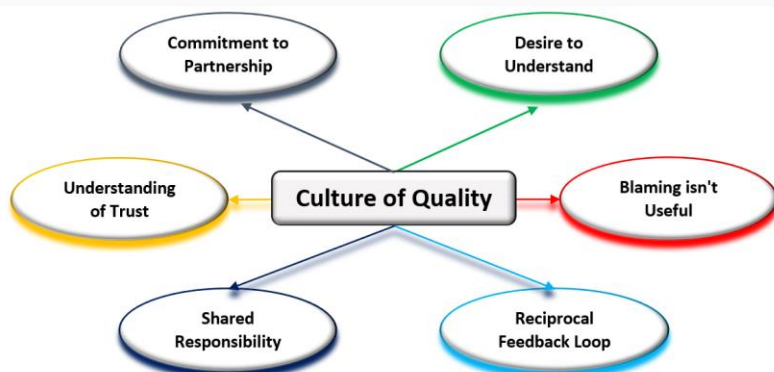 Commitment to
Partnership
Desire to
Understand
Understanding
of Trust
Culture of Quality
Blaming isn't
Useful
Shared
Responsibility
Reciprocal
Feedback Loop